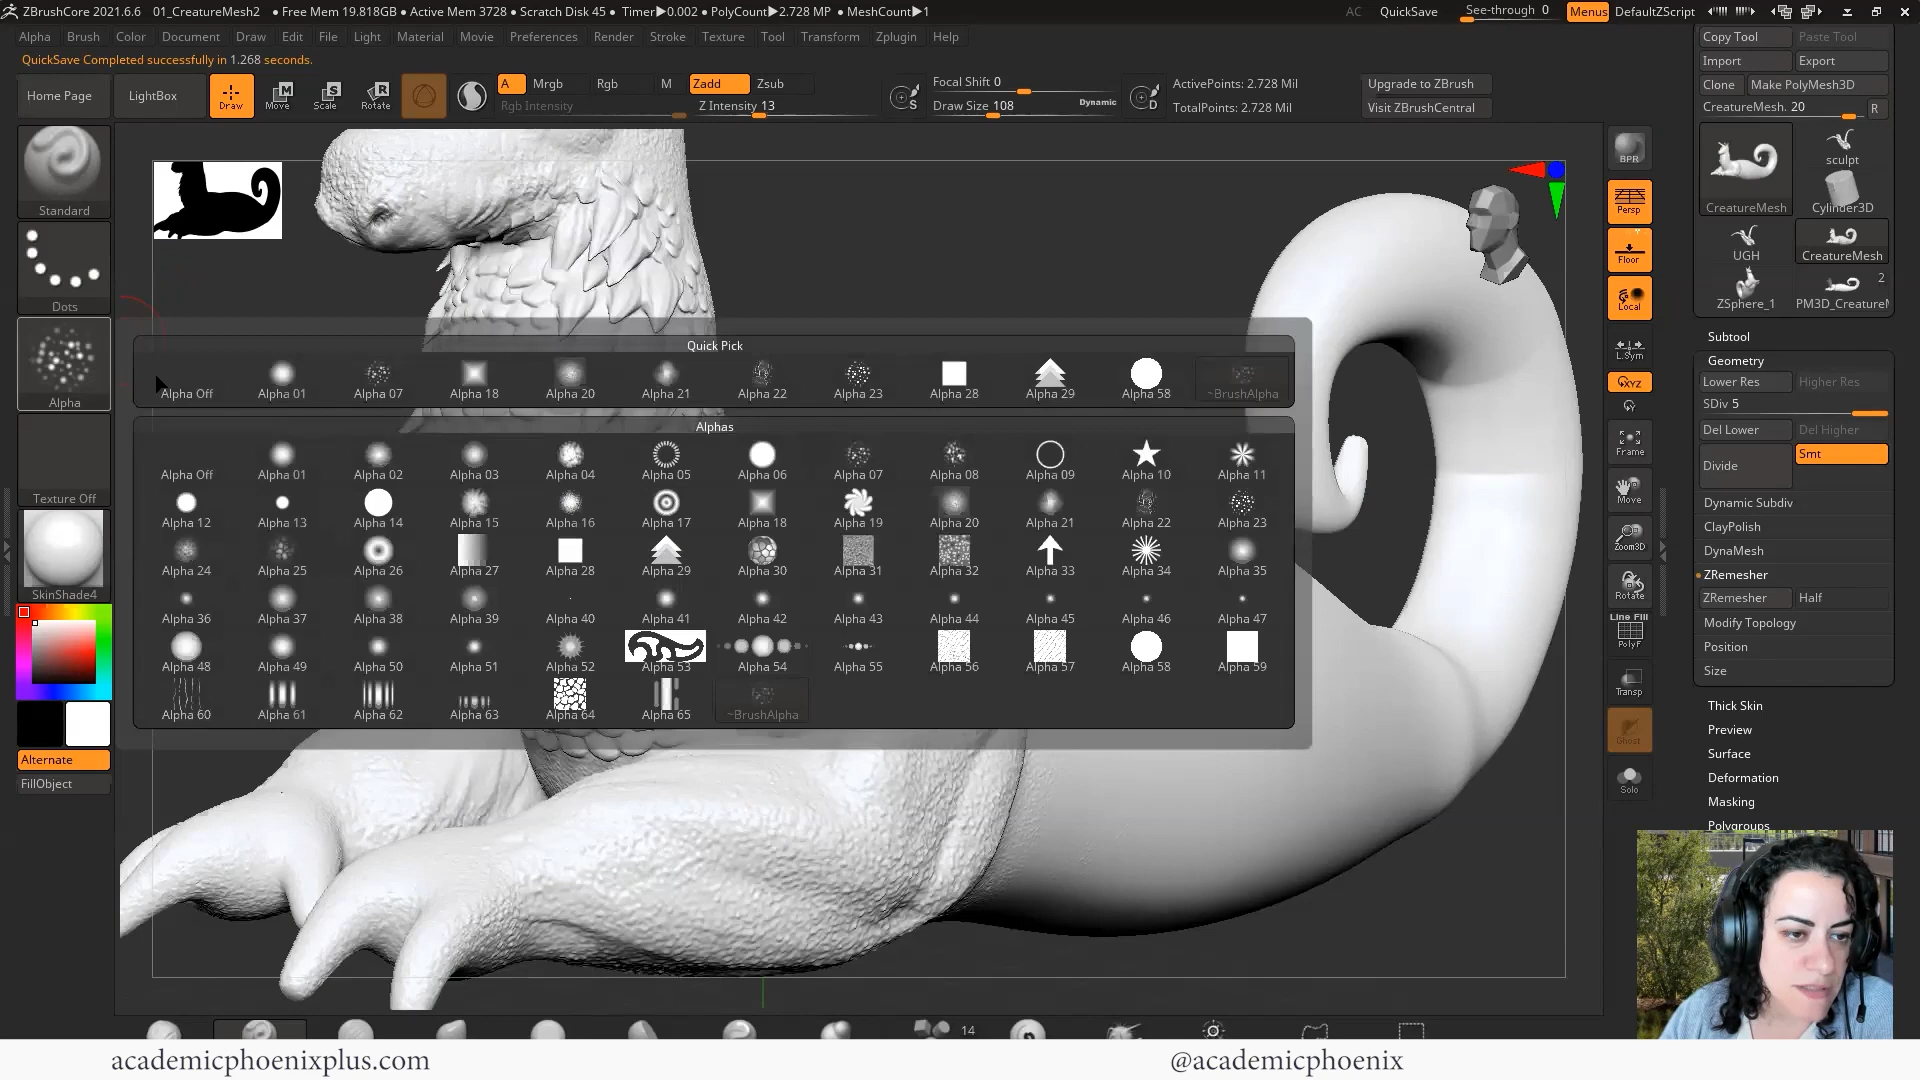 ZBrushCore 2021.6.6 01_CreatureMesh2 ● Free Mem 19.818GB ● Active Mem 3728 ● Scratch Disk 45 ● Timer▶0.002 ● PolyCount▶2.728 MP ● MeshCount▶1 AC QuickSave See-through 0 Menus DefaultZScript
Alpha Brush Color Document Draw Edit File Light Material Movie Preferences Render Stroke Texture Tool Transform Zplugin Help
QuickSave Completed successfully in 1.268 seconds.
Home Page LightBox Draw Move Scale Rotate
A Mrgb Rgb M Zadd Zsub
Rgb Intensity Z Intensity 13
Focal Shift 0
Draw Size 108 Dynamic
ActivePoints: 2.728 Mil
TotalPoints: 2.728 Mil
Upgrade to ZBrush
Visit ZBrushCentral
Standard
Dots
Alpha
Texture Off
SkinShade4
Alternate
FillObject
Quick Pick
Alpha Off Alpha 01 Alpha 07 Alpha 18 Alpha 20 Alpha 21 Alpha 22 Alpha 23 Alpha 28 Alpha 29 Alpha 58 ~BrushAlpha
Alphas
Alpha Off Alpha 01 Alpha 02 Alpha 03 Alpha 04 Alpha 05 Alpha 06 Alpha 07 Alpha 08 Alpha 09 Alpha 10 Alpha 11
Alpha 12 Alpha 13 Alpha 14 Alpha 15 Alpha 16 Alpha 17 Alpha 18 Alpha 19 Alpha 20 Alpha 21 Alpha 22 Alpha 23
Alpha 24 Alpha 25 Alpha 26 Alpha 27 Alpha 28 Alpha 29 Alpha 30 Alpha 31 Alpha 32 Alpha 33 Alpha 34 Alpha 35
Alpha 36 Alpha 37 Alpha 38 Alpha 39 Alpha 40 Alpha 41 Alpha 42 Alpha 43 Alpha 44 Alpha 45 Alpha 46 Alpha 47
Alpha 48 Alpha 49 Alpha 50 Alpha 51 Alpha 52 Alpha 53 Alpha 54 Alpha 55 Alpha 56 Alpha 57 Alpha 58 Alpha 59
Alpha 60 Alpha 61 Alpha 62 Alpha 63 Alpha 64 Alpha 65 ~BrushAlpha
BPR
Persp
Floor
Local
L.Sym
XYZ
Frame
Move
Zoom3D
Rotate
Line Fill
PolyF
Transp
Ghost
Solo
Copy Tool Paste Tool
Import Export
Clone Make PolyMesh3D
CreatureMesh. 20 R
sculpt
CreatureMesh Cylinder3D
UGH CreatureMesh
2
ZSphere_1 PM3D_Creature
Subtool
Geometry
Lower Res Higher Res
SDiv 5
Del Lower Del Higher
Divide Smt
Dynamic Subdiv
ClayPolish
DynaMesh
ZRemesher
ZRemesher Half
Modify Topology
Position
Size
Thick Skin
Preview
Surface
Deformation
Masking
Polygroups
14
academicphoenixplus.com @academicphoenix